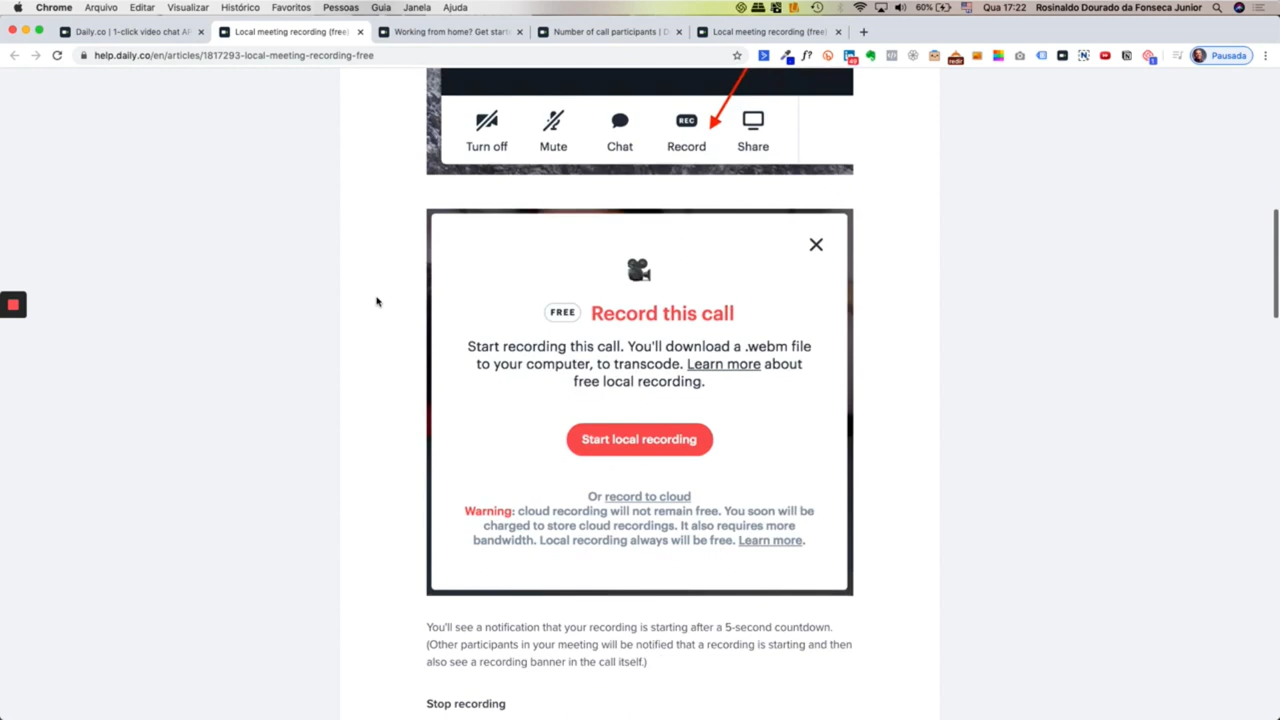 Chrome Arquivo Editar Visualizar Histórico Favoritos Pessoas Guia Janela Ajuda 60% Qua 17:22 Rosinaldo Dourado da Fonseca Junior
Daily.co | 1-click video chat AP Local meeting recording (free) Working from home? Get start Number of call participants | D Local meeting recording (free)
help.daily.co/en/articles/1817293-local-meeting-recording-free Pausada
REC
Turn off Mute Chat Record Share
FREE Record this call
Start recording this call. You'll download a .webm file
to your computer, to transcode. Learn more about
free local recording.
Start local recording
Or record to cloud
Warning: cloud recording will not remain free. You soon will be
charged to store cloud recordings. It also requires more
bandwidth. Local recording always will be free. Learn more.
You'll see a notification that your recording is starting after a 5-second countdown.
(Other participants in your meeting will be notified that a recording is starting and then
also see a recording banner in the call itself.)
Stop recording